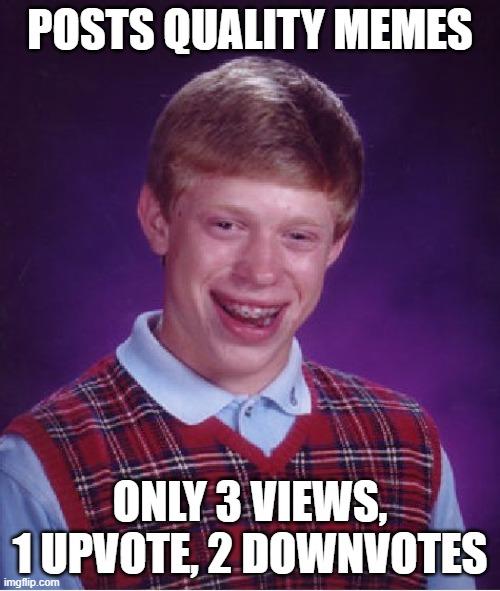 POSTS QUALITY MEMES
ONLY 3 VIEWS,
1 UPVOTE, 2 DOWNVOTES
imgflip.com